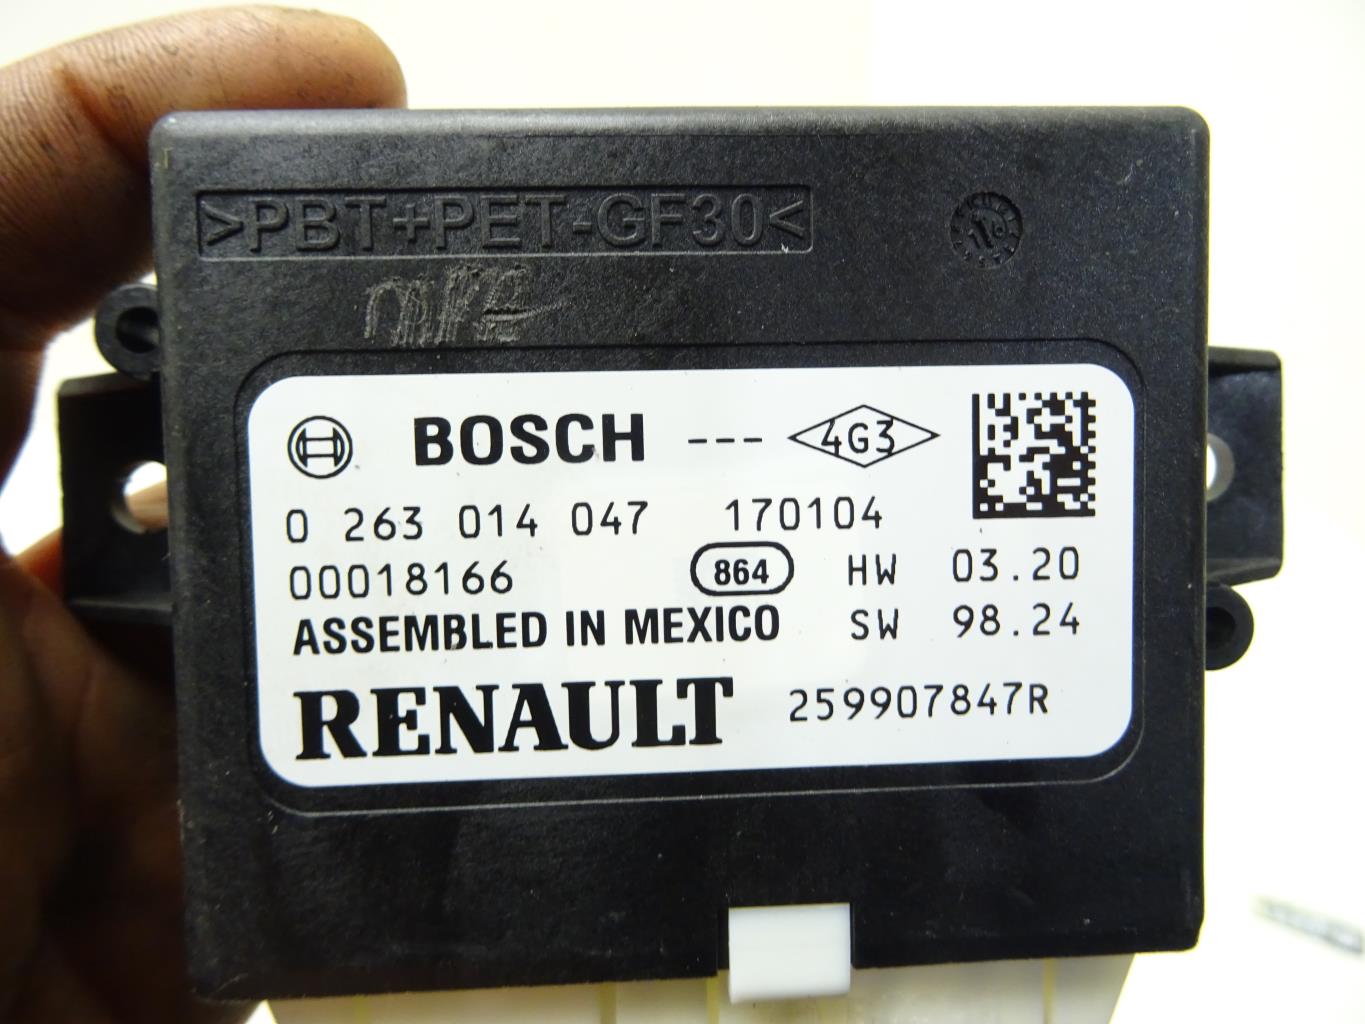 >PBT+PET-GF30<
BOSCH --- 4G3
0 263 014 047 170104
00018166 864 HW 03.20
ASSEMBLED IN MEXICO SW 98.24
RENAULT 259907847R